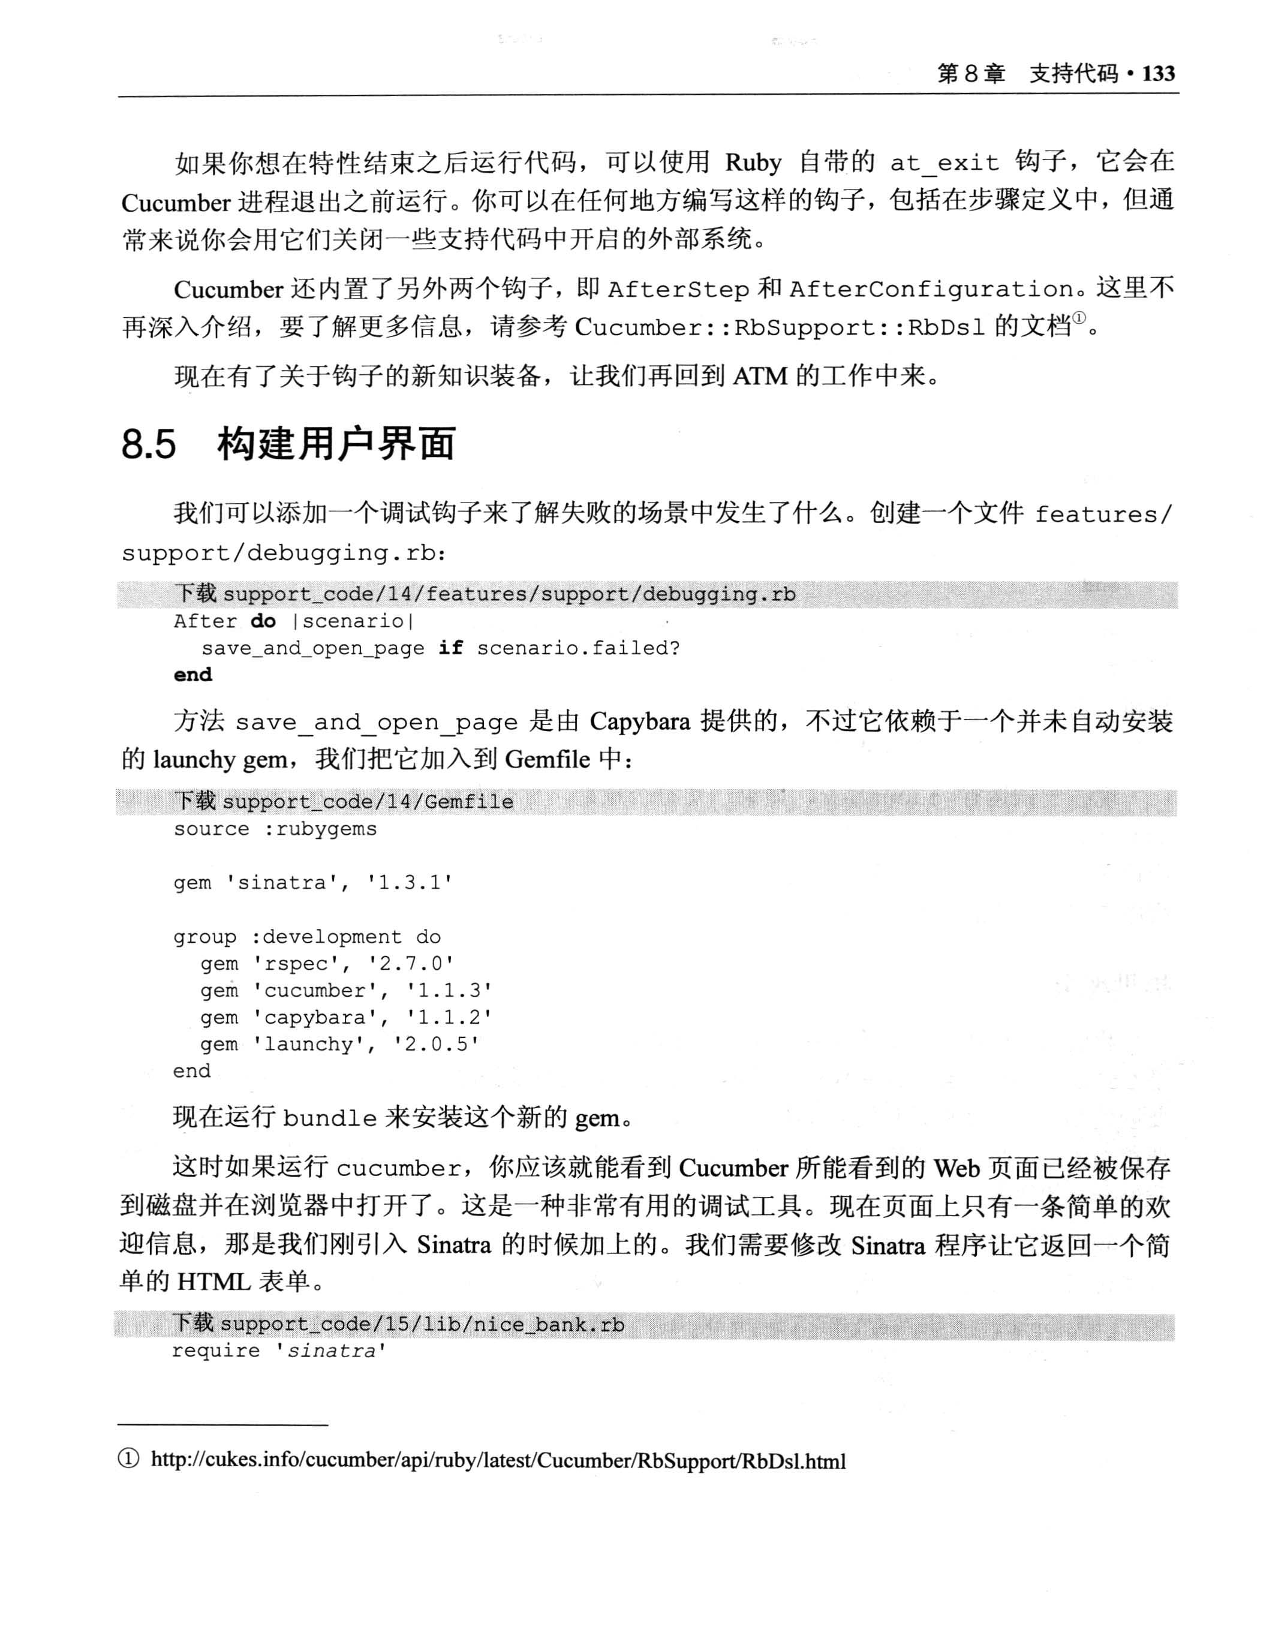 第 8 章 支持代码 • 133
如果你想在特性结束之后运行代码，可以使用 Ruby 自带的 at_exit 钩子，它会在
Cucumber 进程退出之前运行。你可以在任何地方编写这样的钩子，包括在步骤定义中，但通
常来说你会用它们关闭一些支持代码中开启的外部系统。
Cucumber 还内置了另外两个钩子，即 AfterStep 和 AfterConfiguration。这里不
再深入介绍，要了解更多信息，请参考 Cucumber::RbSupport::RbDsl 的文档①。
现在有了关于钩子的新知识装备，让我们再回到 ATM 的工作中来。
8.5 构建用户界面
我们可以添加一个调试钩子来了解失败的场景中发生了什么。创建一个文件 features/
support/debugging.rb:
下载 support_code/14/features/support/debugging.rb
After do |scenario|
  save_and_open_page if scenario.failed?
end
方法 save_and_open_page 是由 Capybara 提供的，不过它依赖于一个并未自动安装
的 launchy gem，我们把它加入到 Gemfile 中：
下载 support_code/14/Gemfile
source :rubygems
gem 'sinatra', '1.3.1'
group :development do
  gem 'rspec', '2.7.0'
  gem 'cucumber', '1.1.3'
  gem 'capybara', '1.1.2'
  gem 'launchy', '2.0.5'
end
现在运行 bundle 来安装这个新的 gem。
这时如果运行 cucumber，你应该就能看到 Cucumber 所能看到的 Web 页面已经被保存
到磁盘并在浏览器中打开了。这是一种非常有用的调试工具。现在页面上只有一条简单的欢
迎信息，那是我们刚引入 Sinatra 的时候加上的。我们需要修改 Sinatra 程序让它返回一个简
单的 HTML 表单。
下载 support_code/15/lib/nice_bank.rb
require 'sinatra'
① http://cukes.info/cucumber/api/ruby/latest/Cucumber/RbSupport/RbDsl.html